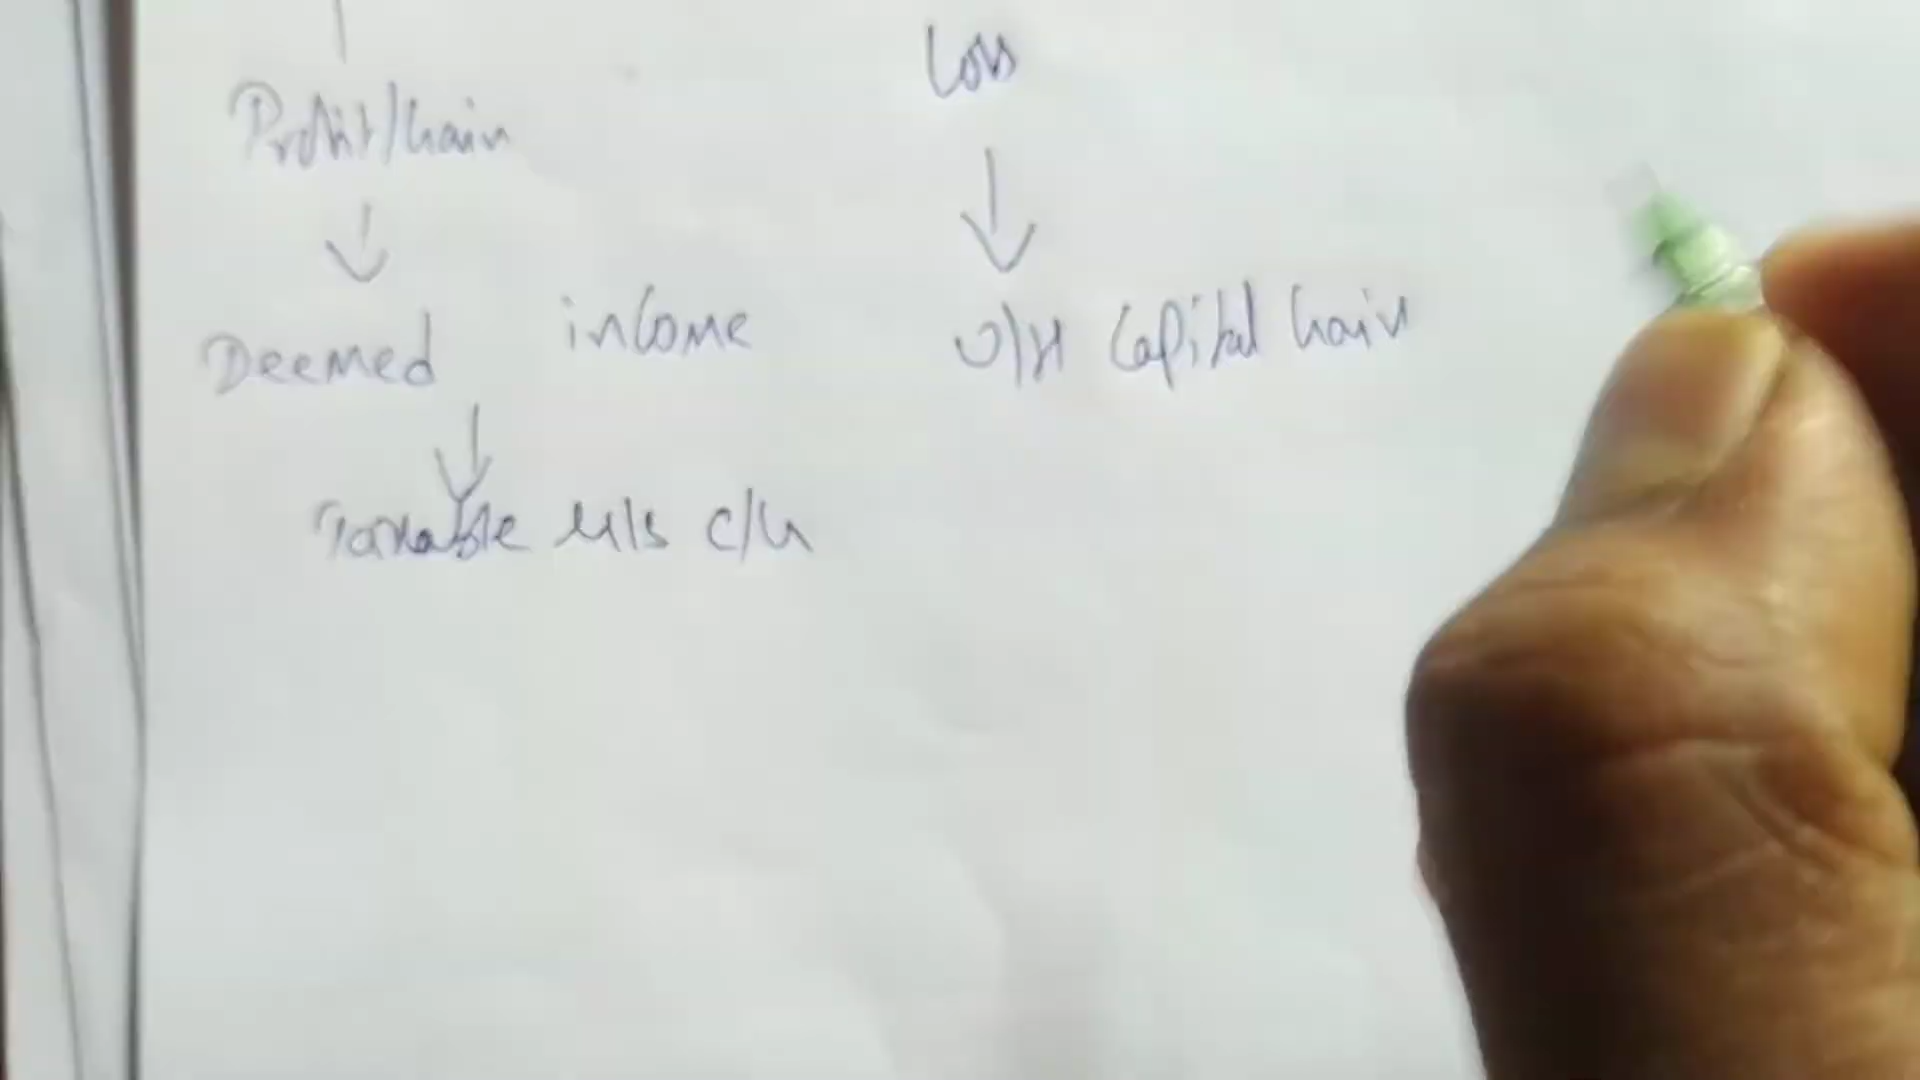 Profit/Gain
Loss
Deemed income
U/H Capital Gain
Taxable u/s C/G